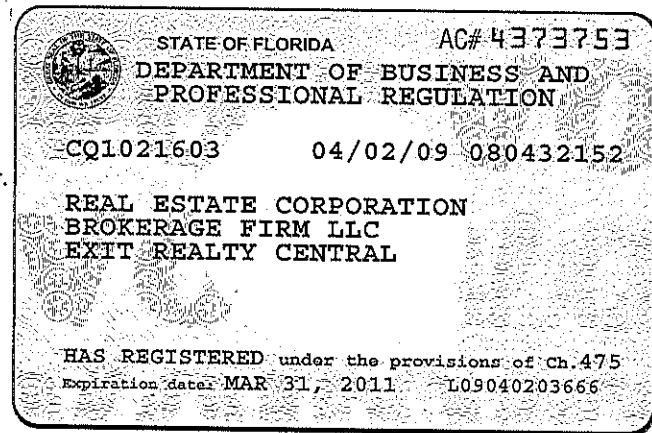 STATE OF FLORIDA AC# 4373753
DEPARTMENT OF BUSINESS AND
PROFESSIONAL REGULATION
CQ1021603 04/02/09 080432152
REAL ESTATE CORPORATION
BROKERAGE FIRM LLC
EXIT REALTY CENTRAL
HAS REGISTERED under the provisions of Ch.475
Expiration date: MAR 31, 2011 L09040203666